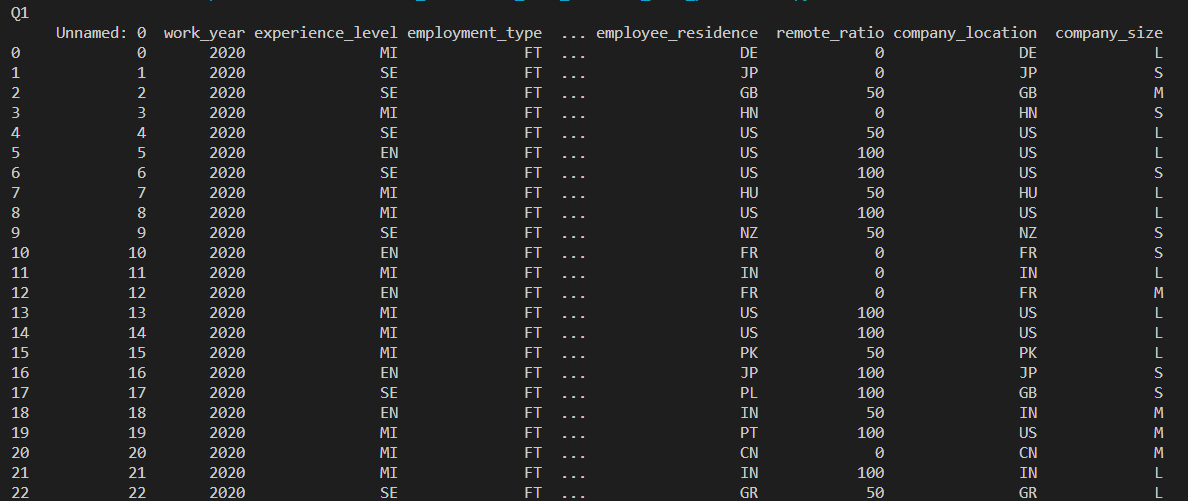 Q1
Unnamed: 0 work_year experience_level employment_type ... employee_residence remote_ratio company_location company_size
0 0 2020 MI FT ... DE 0 DE L
1 1 2020 SE FT ... JP 0 JP S
2 2 2020 SE FT ... GB 50 GB M
3 3 2020 MI FT ... HN 0 HN S
4 4 2020 SE FT ... US 50 US L
5 5 2020 EN FT ... US 100 US L
6 6 2020 SE FT ... US 100 US S
7 7 2020 MI FT ... HU 50 HU L
8 8 2020 MI FT ... US 100 US L
9 9 2020 SE FT ... NZ 50 NZ S
10 10 2020 EN FT ... FR 0 FR S
11 11 2020 MI FT ... IN 0 IN L
12 12 2020 EN FT ... FR 0 FR M
13 13 2020 MI FT ... US 100 US L
14 14 2020 MI FT ... US 100 US L
15 15 2020 MI FT ... PK 50 PK L
16 16 2020 EN FT ... JP 100 JP S
17 17 2020 SE FT ... PL 100 GB S
18 18 2020 EN FT ... IN 50 IN M
19 19 2020 MI FT ... PT 100 US M
20 20 2020 MI FT ... CN 0 CN M
21 21 2020 MI FT ... IN 100 IN L
22 22 2020 SE FT ... GR 50 GR L